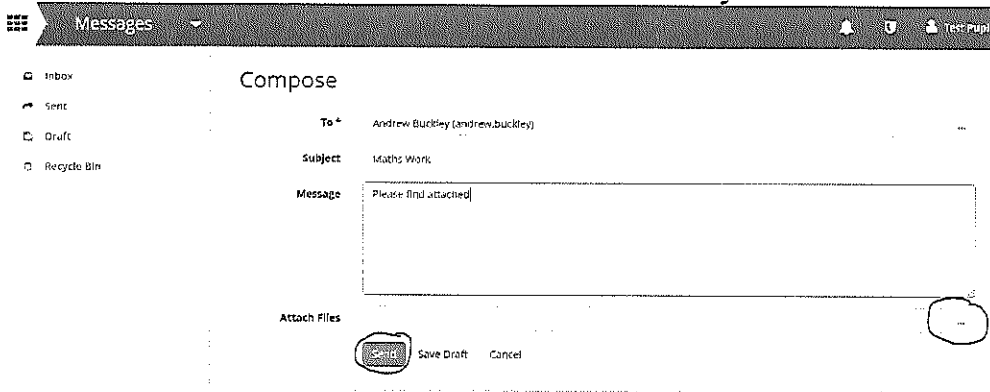 Messages
Test Pupil
Inbox
Sent
Draft
Recycle Bin
Compose
To *
Andrew Buckley (andrew.buckley)
...
Subject
Maths Work
Message
Please find attached
Attach Files
...
Send
Save Draft
Cancel